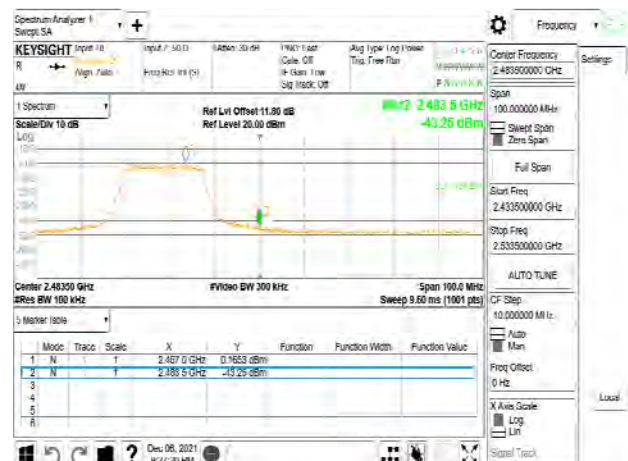 Spectrum Analyzer 1
Swept SA
+
Frequency
KEYSIGHT
R
Align: Auto
Input Z: 50 Ω
Freq Ref: Int (S)
Atten: 30 dB
PNO: Fast
Gate: Off
IF Gain: Low
Sig Track: Off
Avg Type: Log Power
Trig: Free Run
Center Frequency
2.483500000 GHz
Settings
Span
100.000000 MHz
Swept Span
Zero Span
Full Span
Start Freq
2.433500000 GHz
Stop Freq
2.533500000 GHz
AUTO TUNE
CF Step
10.000000 MHz
Auto
Man
Freq Offset
0 Hz
X Axis Scale
Log
Lin
Signal Track
Local
1 Spectrum
Scale/Div 10 dB
Log
Ref Lvl Offset 11.80 dB
Ref Level 20.00 dBm
Mkr2 2.483 5 GHz
-43.25 dBm
Center 2.48350 GHz
#Res BW 100 kHz
#Video BW 300 kHz
Span 100.0 MHz
Sweep 9.60 ms (1001 pts)
5 Marker Table
Mode Trace Scale X Y Function Function Width Function Value
1 N f 2.467 0 GHz 0.1653 dBm
2 N f 2.483 5 GHz -43.25 dBm
3
4
5
6
?
Dec 08, 2021